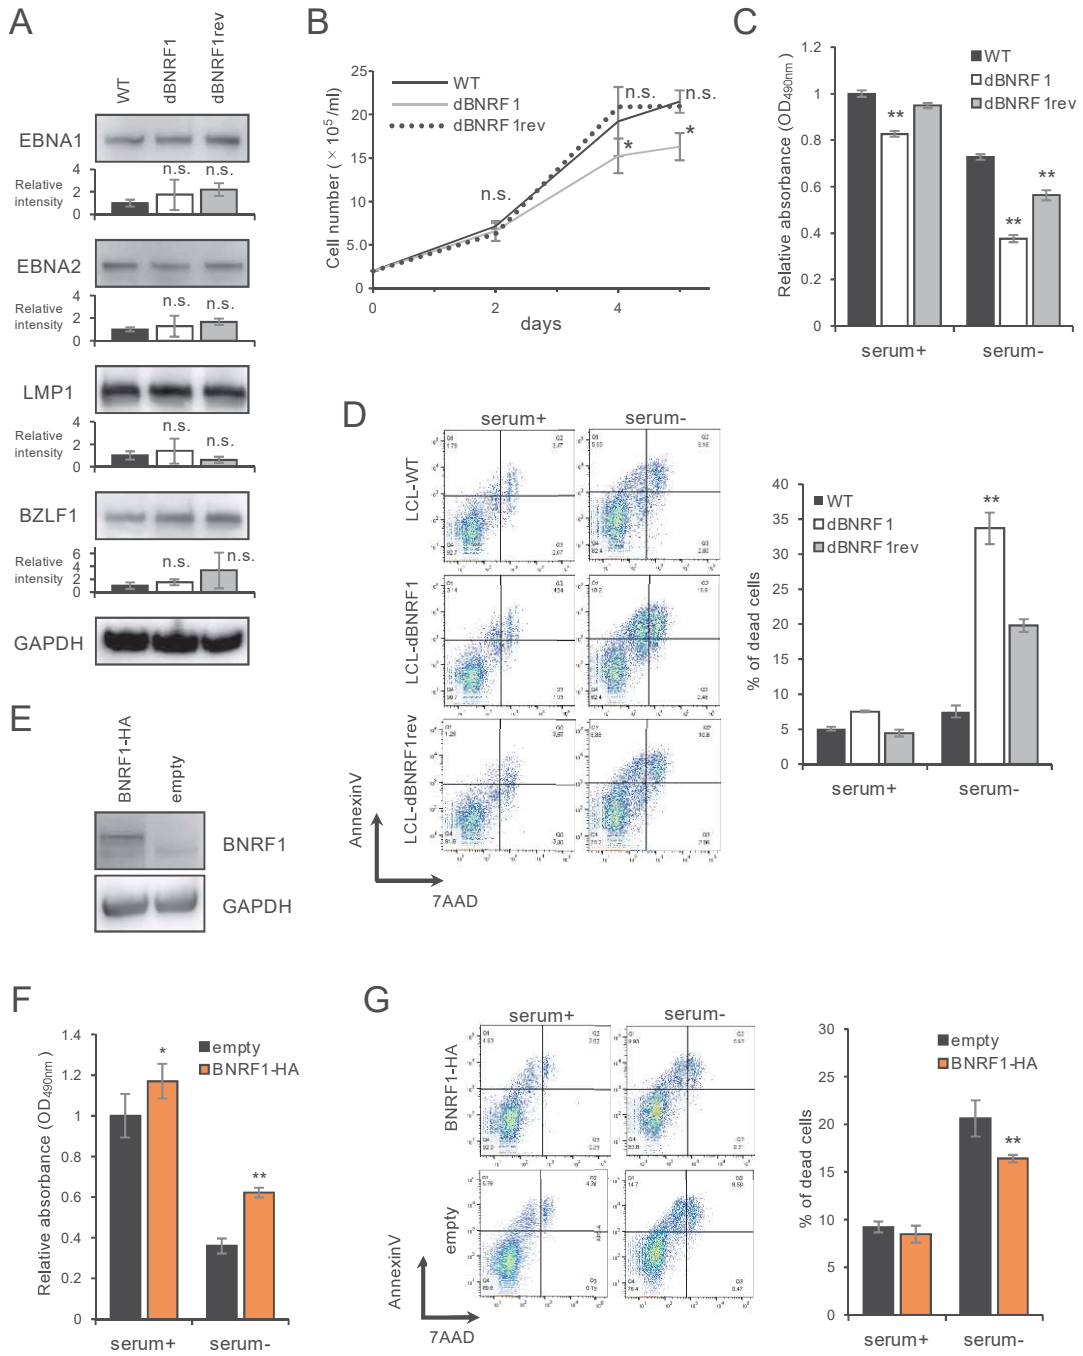 A
WT
dBNRF1
dBNRF1rev
EBNA1
Relative intensity
4
2
0
n.s.
n.s.
EBNA2
Relative intensity
4
2
0
n.s.
n.s.
LMP1
Relative intensity
4
2
0
n.s.
n.s.
BZLF1
Relative intensity
6
4
2
0
n.s.
n.s.
GAPDH
B
Cell number (×10⁵/ml)
25
20
15
10
5.0
0
WT
dBNRF1
dBNRF1rev
n.s.
n.s.
n.s.
*
*
0
2
4
days
C
Relative absorbance (OD490nm)
1.2
1
0.8
0.6
0.4
0.2
0
WT
dBNRF1
dBNRF1rev
**
**
**
serum+
serum-
D
serum+
serum-
LCL-WT
LCL-dBNRF1
LCL-dBNRF1rev
AnnexinV
7AAD
% of dead cells
40
35
30
25
20
15
10
5
0
WT
dBNRF1
dBNRF1rev
**
serum+
serum-
E
BNRF1-HA
empty
BNRF1
GAPDH
F
Relative absorbance (OD490nm)
1.4
1.2
1
0.8
0.6
0.4
0.2
0
empty
BNRF1-HA
*
**
serum+
serum-
G
serum+
serum-
BNRF1-HA
empty
AnnexinV
7AAD
% of dead cells
30
25
20
15
10
5
0
empty
BNRF1-HA
**
serum+
serum-